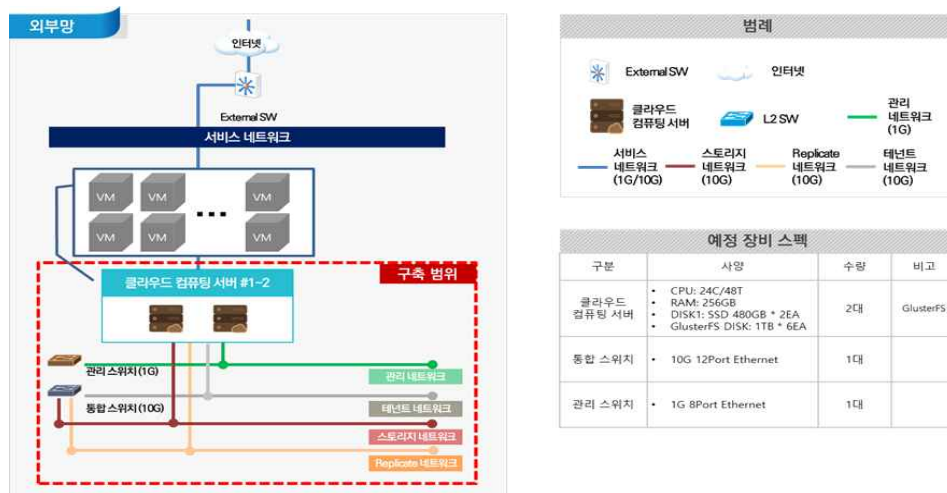 외부망
인터넷
External SW
서비스 네트워크
VM VM ... VM
VM VM VM
구축 범위
클라우드 컴퓨팅 서버 #1~2
관리 스위치(1G)
관리 네트워크
통합 스위치(10G)
테넌트 네트워크
스토리지 네트워크
Replicate 네트워크
범례
External SW
인터넷
클라우드
컴퓨팅 서버
L2 SW
관리
네트워크
(1G)
서비스
네트워크
(1G/10G)
스토리지
네트워크
(10G)
Replicate
네트워크
(10G)
테넌트
네트워크
(10G)
예정 장비 스펙
구분 사양 수량 비고
클라우드
컴퓨팅 서버
• CPU: 24C/48T
• RAM: 256GB
• DISK1: SSD 480GB * 2EA
• GlusterFS DISK: 1TB * 6EA
2대
GlusterFS
통합 스위치 • 10G 12Port Ethernet 1대
관리 스위치 • 1G 8Port Ethernet 1대